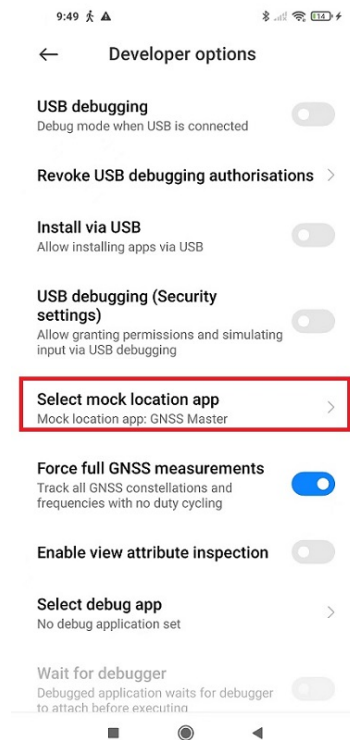 9:49
114
Developer options
USB debugging
Debug mode when USB is connected
Revoke USB debugging authorisations
Install via USB
Allow installing apps via USB
USB debugging (Security
settings)
Allow granting permissions and simulating
input via USB debugging
Select mock location app
Mock location app: GNSS Master
Force full GNSS measurements
Track all GNSS constellations and
frequencies with no duty cycling
Enable view attribute inspection
Select debug app
No debug application set
Wait for debugger
Debugged application waits for debugger
to attach before executing